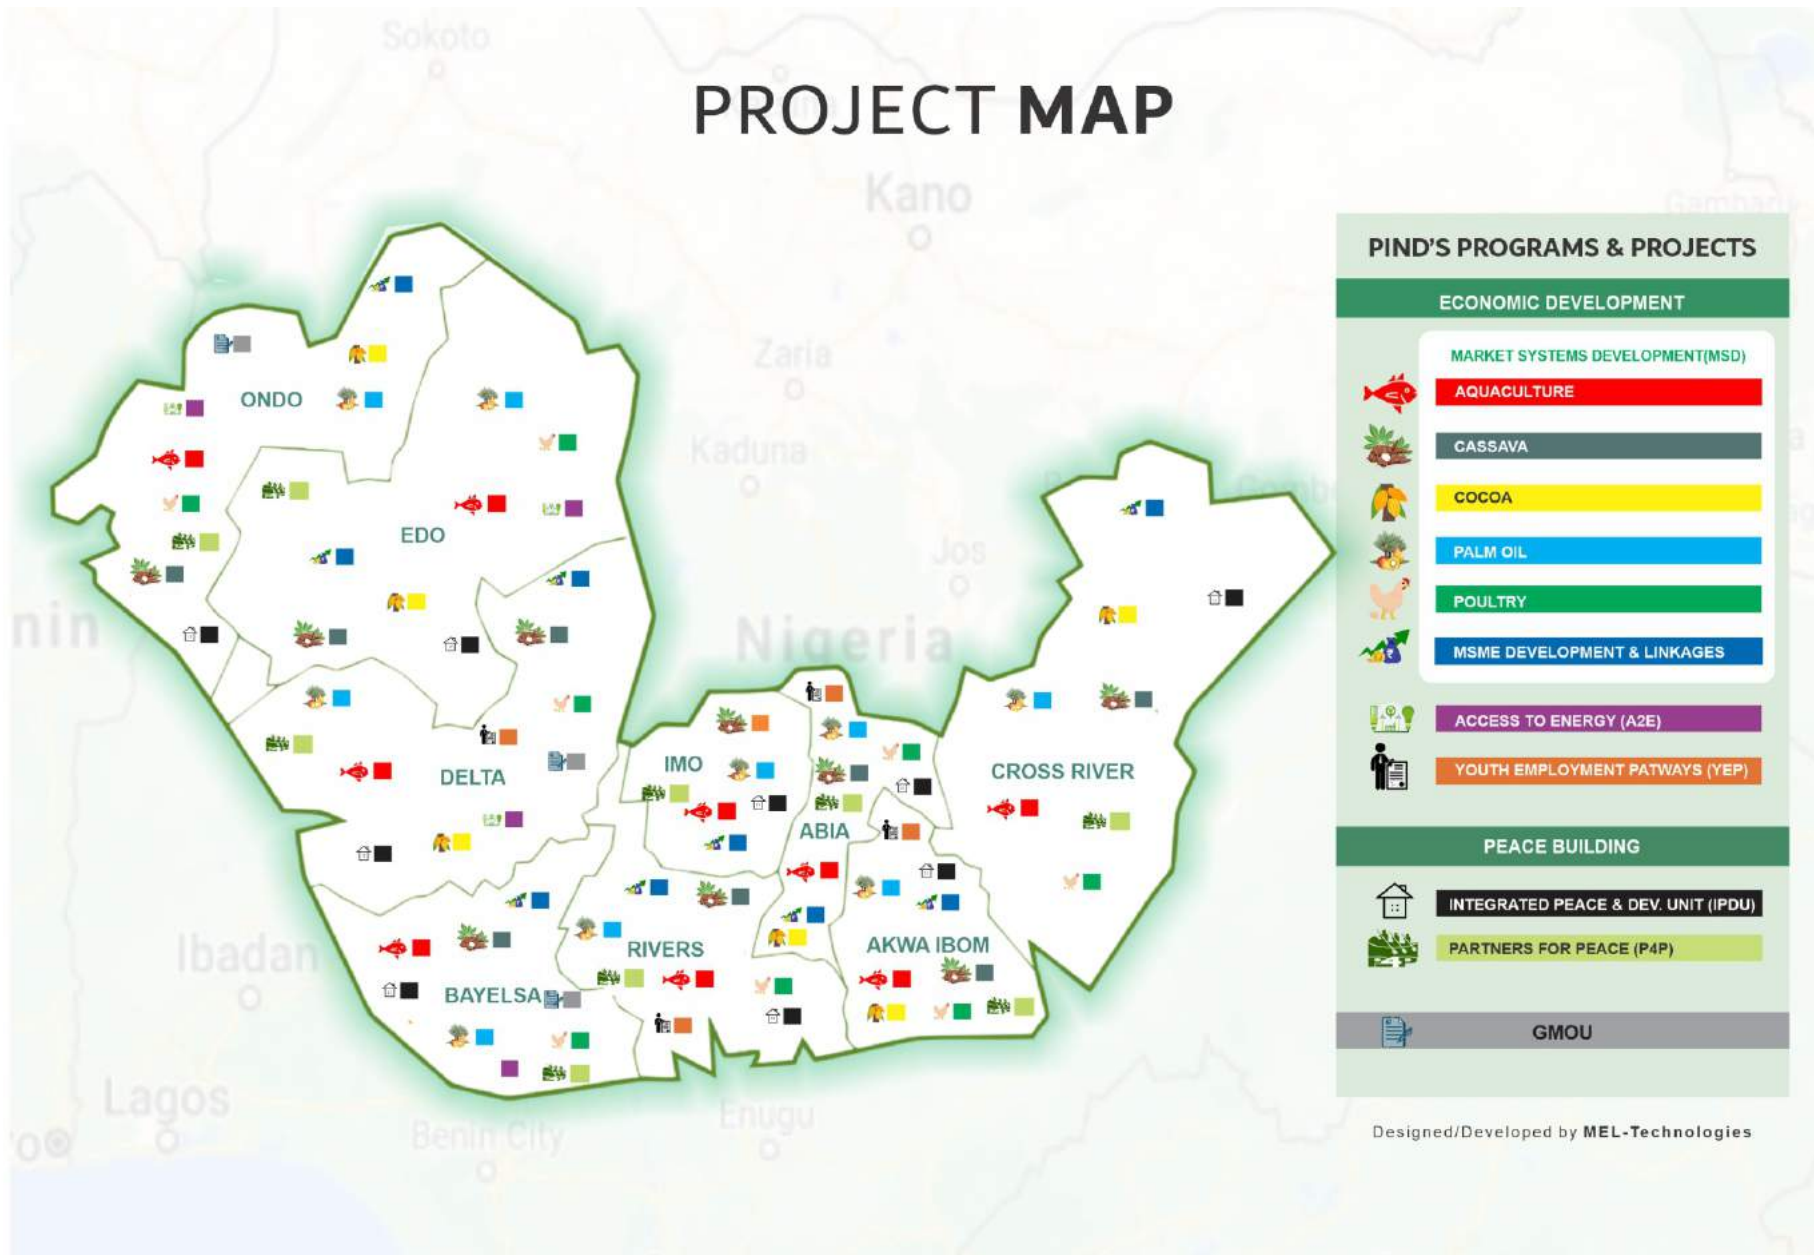 Sokoto
PROJECT MAP
Kano
Zaria
Kaduna
Jos
Nigeria
nin
Ibadan
Lagos
Benin City
Enugu
ONDO
EDO
DELTA
IMO
ABIA
CROSS RIVER
RIVERS
AKWA IBOM
BAYELSA
PIND'S PROGRAMS & PROJECTS
ECONOMIC DEVELOPMENT
MARKET SYSTEMS DEVELOPMENT(MSD)
AQUACULTURE
CASSAVA
COCOA
PALM OIL
POULTRY
MSME DEVELOPMENT & LINKAGES
ACCESS TO ENERGY (A2E)
YOUTH EMPLOYMENT PATWAYS (YEP)
PEACE BUILDING
INTEGRATED PEACE & DEV. UNIT (IPDU)
PARTNERS FOR PEACE (P4P)
GMOU
Designed/Developed by MEL-Technologies